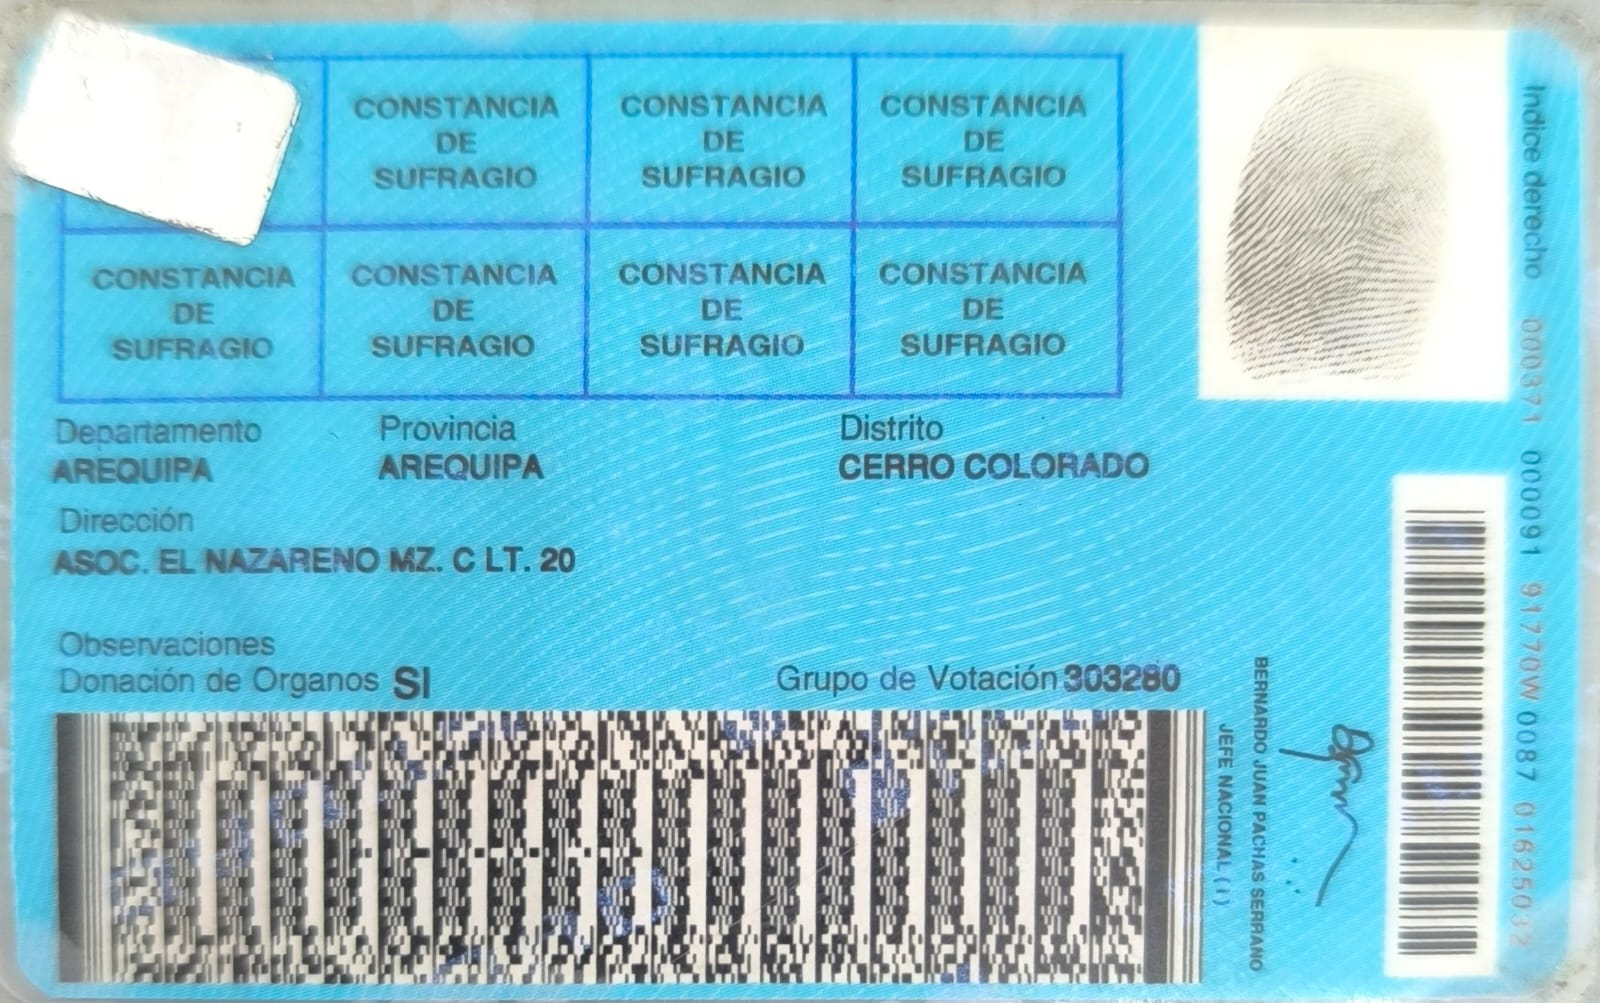 CONSTANCIA DE SUFRAGIO
CONSTANCIA DE SUFRAGIO
CONSTANCIA DE SUFRAGIO
CONSTANCIA DE SUFRAGIO
CONSTANCIA DE SUFRAGIO
CONSTANCIA DE SUFRAGIO
CONSTANCIA DE SUFRAGIO
Departamento Provincia Distrito
AREQUIPA AREQUIPA CERRO COLORADO
Dirección
ASOC. EL NAZARENO MZ. C LT. 20
Observaciones
Donación de Organos SI Grupo de Votación 303280
BERNARDO JUAN PACHAS SERRANO
JEFE NACIONAL ( i )
Indice derecho 000371 000091 91770W 0087 01625032